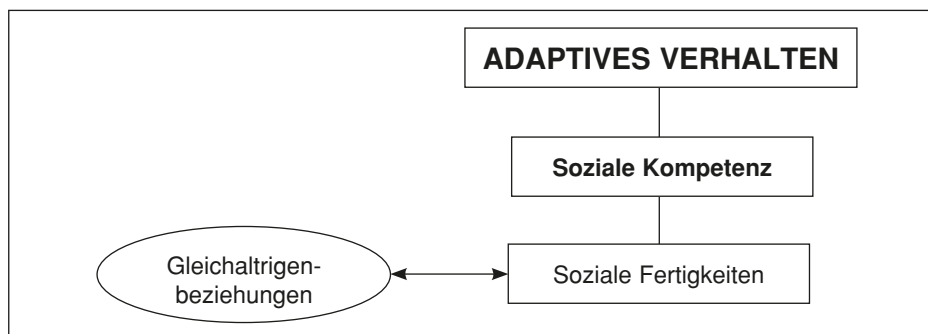 ADAPTIVES VERHALTEN
Soziale Kompetenz
Gleichaltrigen-
beziehungen
Soziale Fertigkeiten